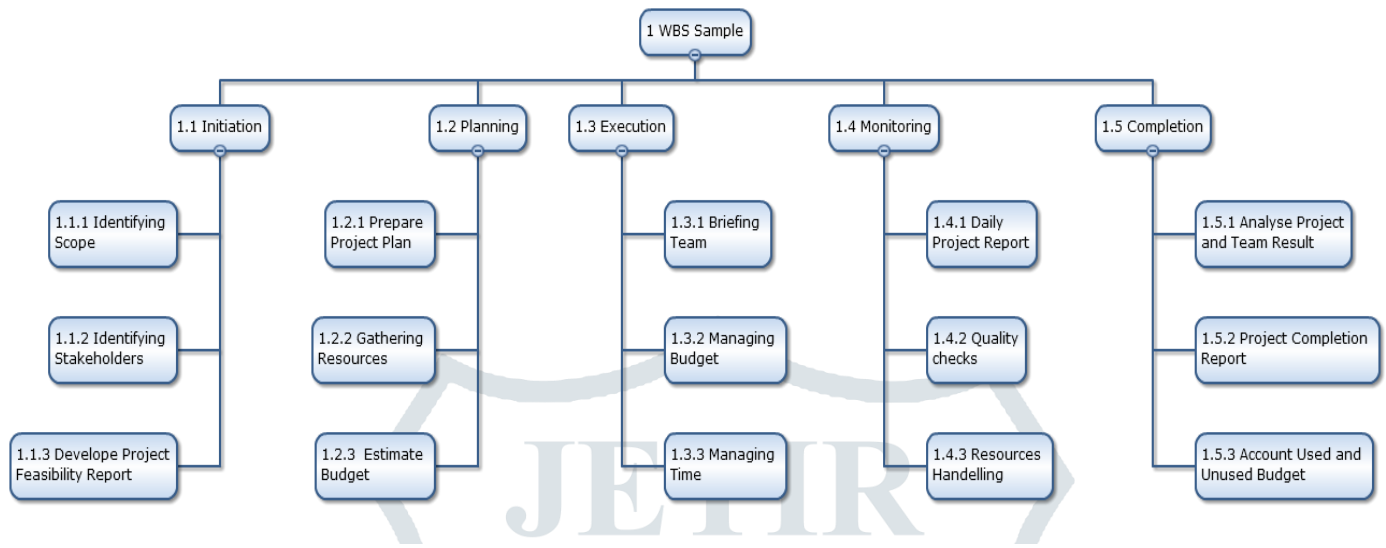 1 WBS Sample
1.1 Initiation
1.2 Planning
1.3 Execution
1.4 Monitoring
1.5 Completion
1.1.1 Identifying
Scope
1.2.1 Prepare
Project Plan
1.3.1 Briefing
Team
1.4.1 Daily
Project Report
1.5.1 Analyse Project
and Team Result
1.1.2 Identifying
Stakeholders
1.2.2 Gathering
Resources
1.3.2 Managing
Budget
1.4.2 Quality
checks
1.5.2 Project Completion
Report
1.1.3 Develope Project
Feasibility Report
1.2.3 Estimate
Budget
1.3.3 Managing
Time
1.4.3 Resources
Handelling
1.5.3 Account Used and
Unused Budget
JETIR